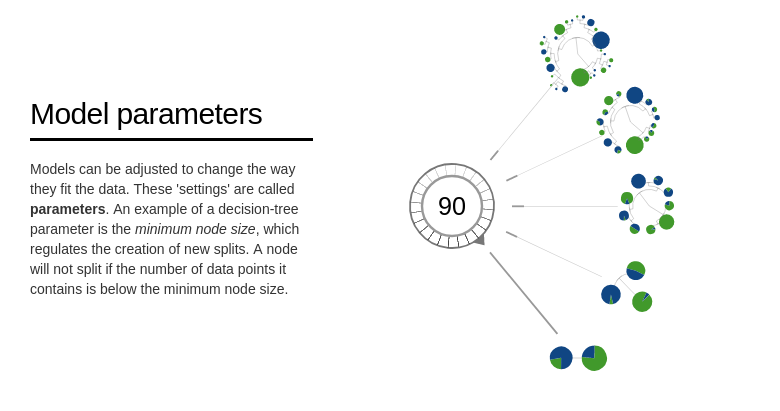 Model parameters
Models can be adjusted to change the way
they fit the data. These 'settings' are called
parameters. An example of a decision-tree
parameter is the minimum node size, which
regulates the creation of new splits. A node
will not split if the number of data points it
contains is below the minimum node size.
90